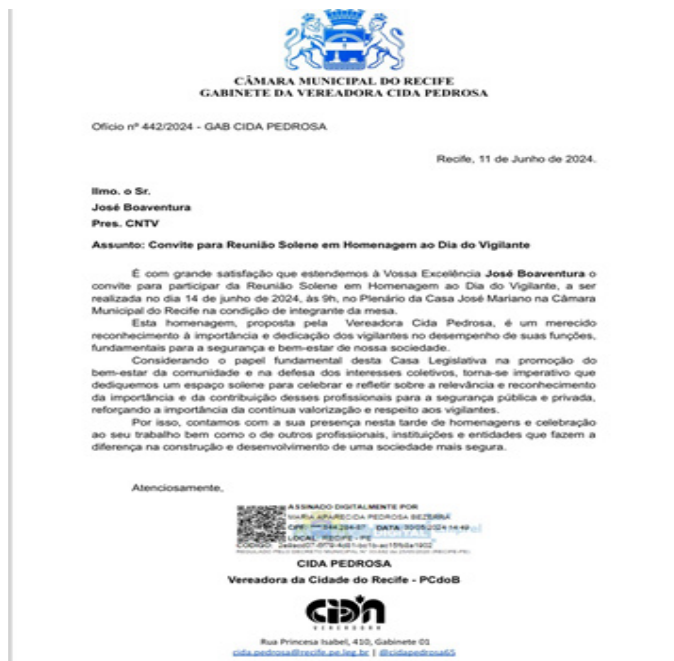 CÂMARA MUNICIPAL DO RECIFE
GABINETE DA VEREADORA CIDA PEDROSA
Ofício nº 442/2024 - GAB CIDA PEDROSA
Recife, 11 de Junho de 2024.
Ilmo. o Sr.
José Boaventura
Pres. CNTV
Assunto: Convite para Reunião Solene em Homenagem ao Dia do Vigilante
É com grande satisfação que estendemos à Vossa Excelência José Boaventura o
convite para participar da Reunião Solene em Homenagem ao Dia do Vigilante, a ser
realizada no dia 14 de junho de 2024, às 9h, no Plenário da Casa José Mariano na Câmara
Municipal do Recife na condição de integrante da mesa.
Esta homenagem, proposta pela Vereadora Cida Pedrosa, é um merecido
reconhecimento à importância e dedicação dos vigilantes no desempenho de suas funções,
fundamentais para a segurança e bem-estar de nossa sociedade.
Considerando o papel fundamental desta Casa Legislativa na promoção do
bem-estar da comunidade e na defesa dos interesses coletivos, torna-se imperativo que
dediquemos um espaço solene para celebrar e refletir sobre a relevância e reconhecimento
da importância e da contribuição desses profissionais para a segurança pública e privada,
reforçando a importância da contínua valorização e respeito aos vigilantes.
Por isso, contamos com a sua presença nesta tarde de homenagens e celebração
ao seu trabalho bem como o de outros profissionais, instituições e entidades que fazem a
diferença na construção e desenvolvimento de uma sociedade mais segura.
Atenciosamente,
ASSINADO DIGITALMENTE POR
MARIA APARECIDA PEDROSA BEZERRA
CPF: DATA:
LOCAL: RECIFE - PE
CÓDIGO:
CIDA PEDROSA
Vereadora da Cidade do Recife - PCdoB
CIDA
VEREADORA
Rua Princesa Isabel, 410, Gabinete 01
cida.pedrosa@recife.pe.leg.br | @cidapedrosa65